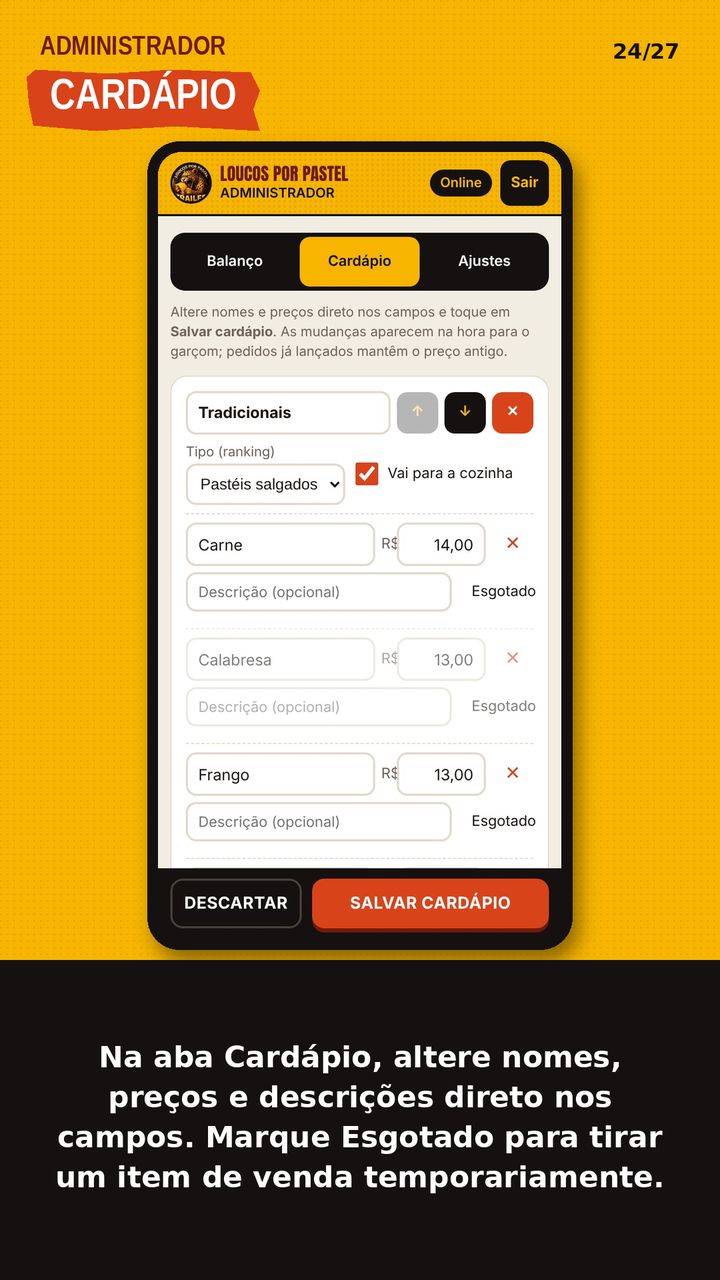 ADMINISTRADOR
24/27
CARDÁPIO
LOUCOS POR PASTEL
ADMINISTRADOR
Online
Sair
Balanço
Cardápio
Ajustes
Altere nomes e preços direto nos campos e toque em
Salvar cardápio. As mudanças aparecem na hora para o
garçom; pedidos já lançados mantêm o preço antigo.
Tradicionais
↑
↓
×
Tipo (ranking)
Pastéis salgados
Vai para a cozinha
Carne
R$
14,00
×
Descrição (opcional)
Esgotado
Calabresa
R$
13,00
×
Descrição (opcional)
Esgotado
Frango
R$
13,00
×
Descrição (opcional)
Esgotado
DESCARTAR
SALVAR CARDÁPIO
Na aba Cardápio, altere nomes,
preços e descrições direto nos
campos. Marque Esgotado para tirar
um item de venda temporariamente.